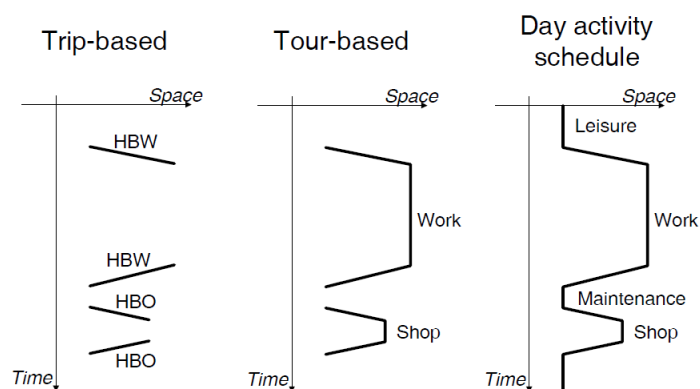 Trip-based
Space
HBW
HBW
HBO
HBO
Time
Tour-based
Space
Work
Shop
Time
Day activity
schedule
Space
Leisure
Work
Maintenance
Shop
Time